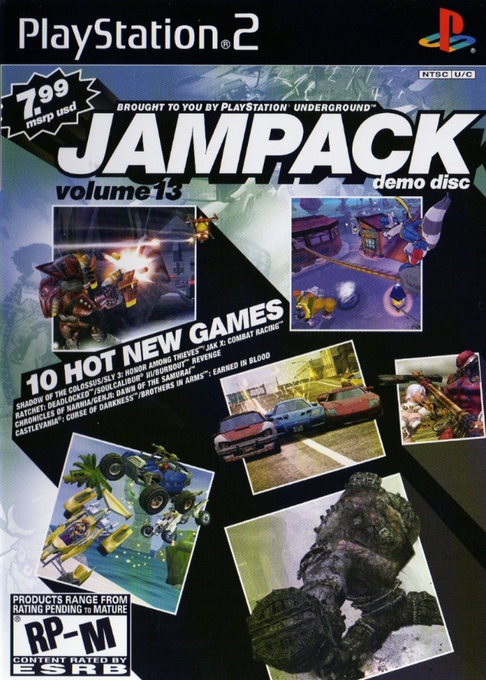 PlayStation®2
NTSC U/C
7.99
msrp usd
BROUGHT TO YOU BY PLAYSTATION® UNDERGROUND™
JAMPACK
demo disc
volume 13
10 HOT NEW GAMES
SHADOW OF THE COLOSSUS/SLY 3: HONOR AMONG THIEVES™/JAK X: COMBAT RACING™
RATCHET: DEADLOCKED™/SOULCALIBUR® III/BURNOUT™ REVENGE
CHRONICLES OF NARNIA/GENJI: DAWN OF THE SAMURAI™
CASTLEVANIA®: CURSE OF DARKNESS™/BROTHERS IN ARMS™: EARNED IN BLOOD
PRODUCTS RANGE FROM
RATING PENDING TO MATURE
RP-M
CONTENT RATED BY
ESRB